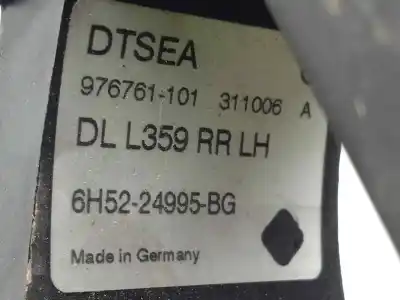 DTSEA
976761-101 311006 A
DL L359 RR LH
6H52-24995-BG
Made in Germany